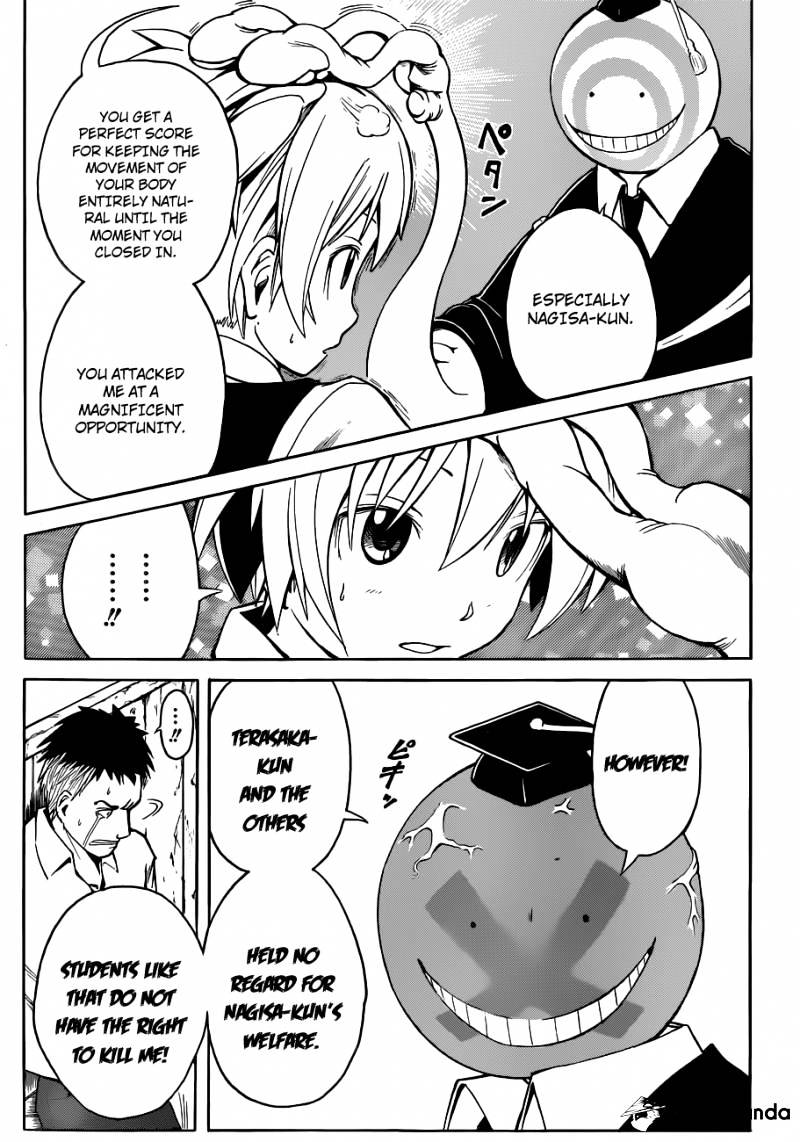 ESPECIALLY
NAGISA-KUN.
ペタン
YOU GET A
PERFECT SCORE
FOR KEEPING THE
MOVEMENT OF
YOUR BODY
ENTIRELY NATU-
RAL UNTIL THE
MOMENT YOU
CLOSED IN.
YOU ATTACKED
ME AT A
MAGNIFICENT
OPPORTUNITY.
......!!
HOWEVER!
ピキッ
TERASAKA-
KUN
AND THE
OTHERS
HELD NO
REGARD FOR
NAGISA-KUN'S
WELFARE.
...!!
STUDENTS LIKE
THAT DO NOT
HAVE THE RIGHT
TO KILL ME!